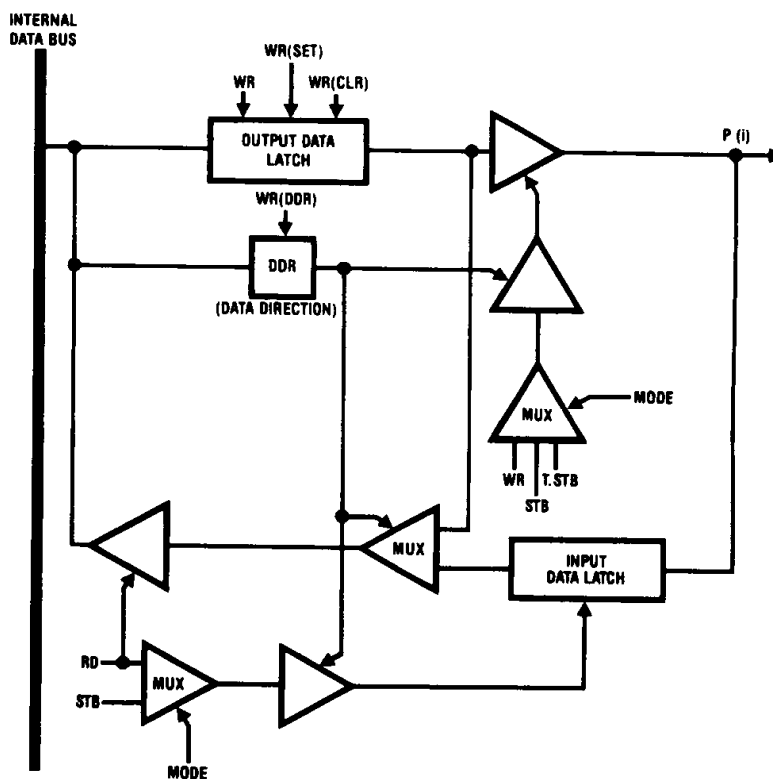 INTERNAL
DATA BUS
WR(SET)
WR
WR(CLR)
OUTPUT DATA
LATCH
P (i)
WR(DDR)
DDR
(DATA DIRECTION)
MUX
MODE
WR
T. STB
STB
MUX
INPUT
DATA LATCH
RD
MUX
STB
MODE